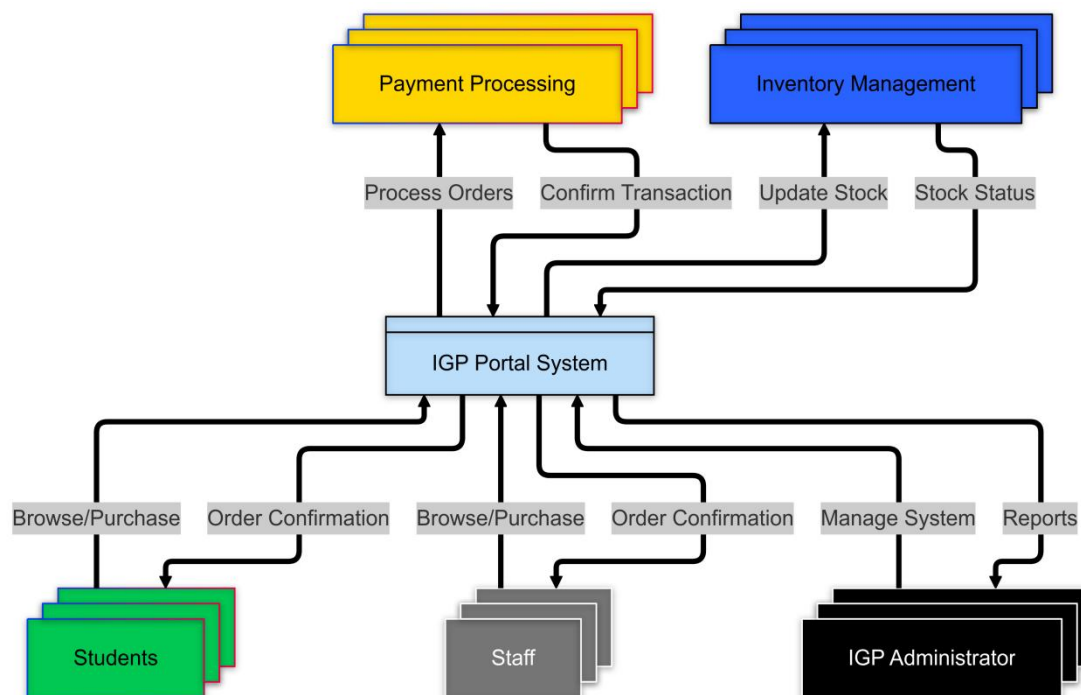 Payment Processing
Inventory Management
Process Orders
Confirm Transaction
Update Stock
Stock Status
IGP Portal System
Browse/Purchase
Order Confirmation
Browse/Purchase
Order Confirmation
Manage System
Reports
Students
Staff
IGP Administrator